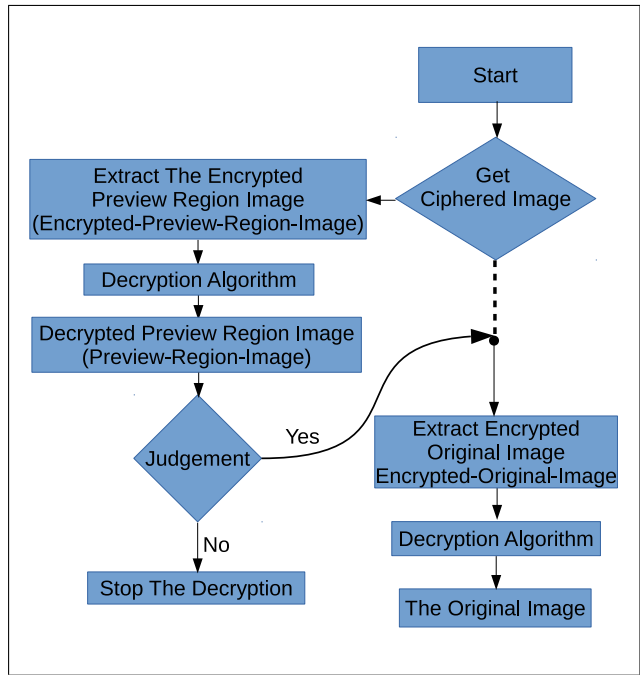 Start
Get
Ciphered Image
Extract The Encrypted
Preview Region Image
(Encrypted-Preview-Region-Image)
Decryption Algorithm
Decrypted Preview Region Image
(Preview-Region-Image)
Judgement
Yes
No
Stop The Decryption
Extract Encrypted
Original Image
Encrypted-Original-Image
Decryption Algorithm
The Original Image